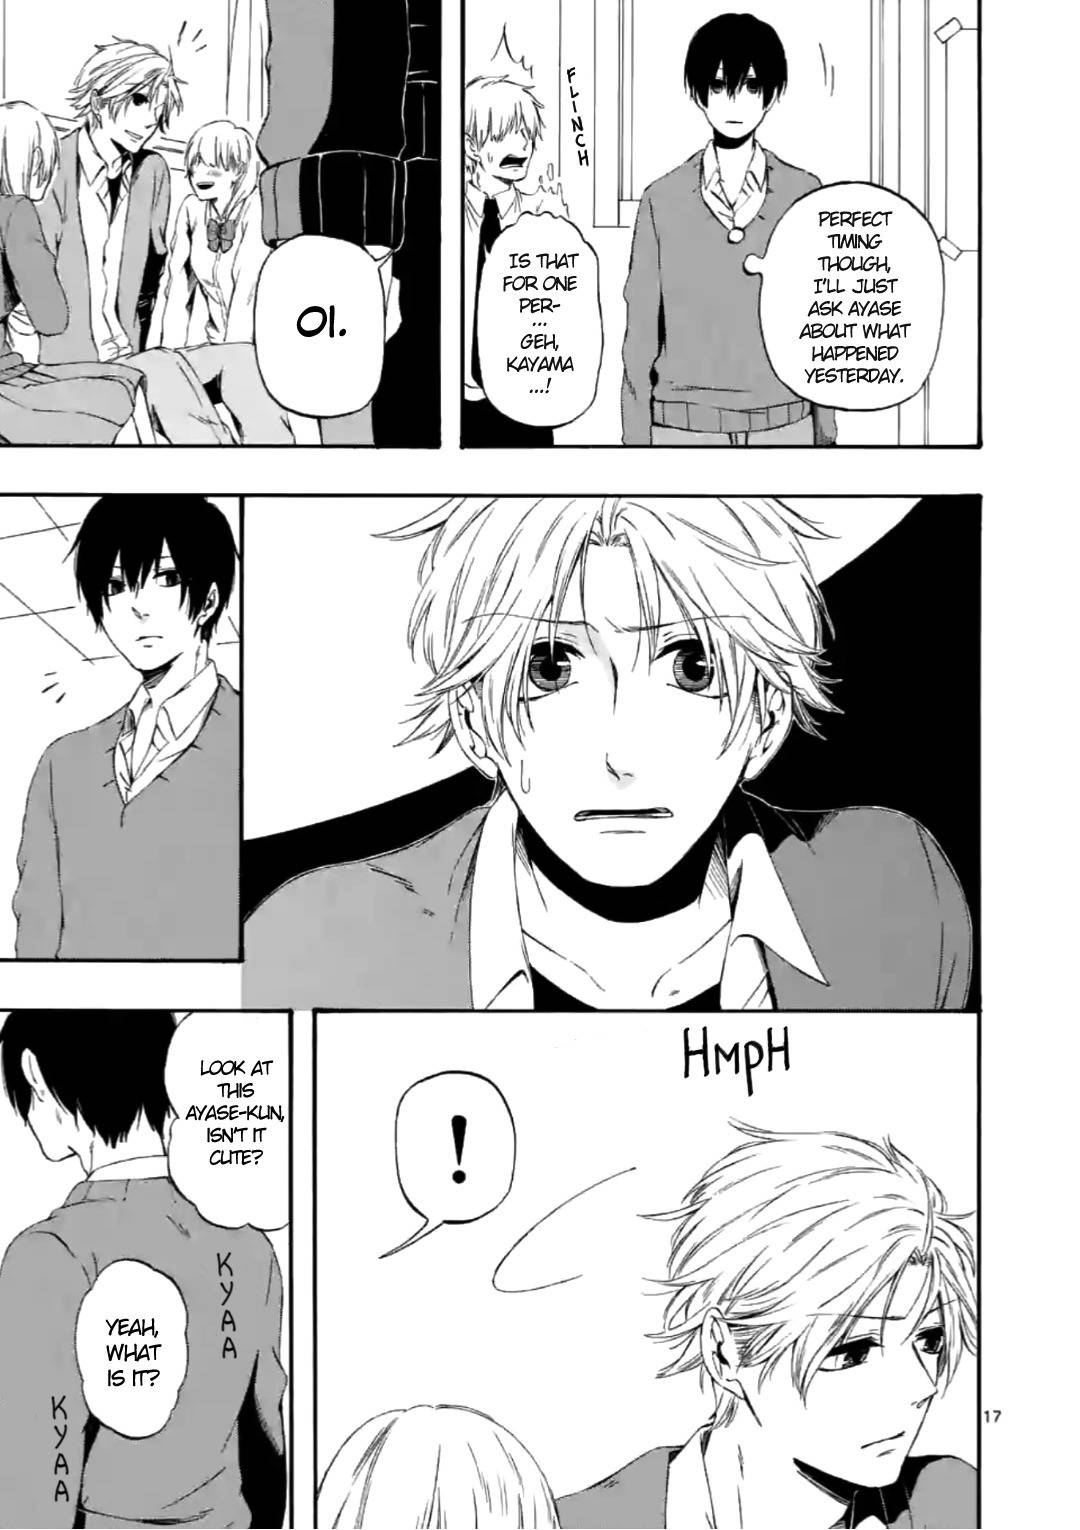 PERFECT
TIMING
THOUGH,
I'LL JUST
ASK AYASE
ABOUT WHAT
HAPPENED
YESTERDAY.
FLINCH
IS THAT
FOR ONE
PER-
...
GEH,
KAYAMA
...!
OI.
HMPH
!
LOOK AT
THIS
AYASE-KUN,
ISN'T IT
CUTE?
KYAA
YEAH,
WHAT
IS IT?
KYAA
17